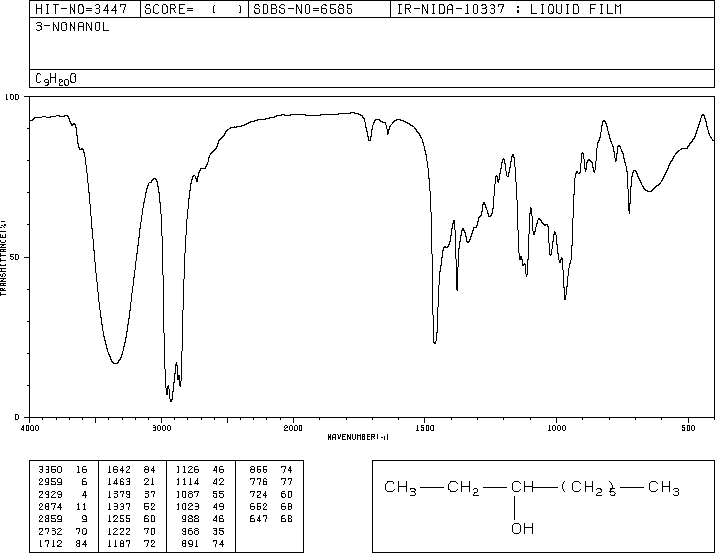 HIT-NO=3447 SCORE= ( ) SDBS-NO=6585 IR-NIDA-10337 : LIQUID FILM
3-NONANOL
C9H20O
100
TRANSMITTANCE(%)
50
0
4000 3000 2000 1500 1000 500
WAVENUMBER(-1)
3360 16 1642 84 1126 46 866 74
2959 6 1463 21 1114 42 776 77
2929 4 1379 37 1087 55 724 60
2874 11 1337 52 1023 49 662 68
2859 9 1255 60 988 46 647 68
2732 70 1222 70 966 35
1712 84 1187 72 891 74
CH3—CH2—CH—(CH2)5—CH3
OH